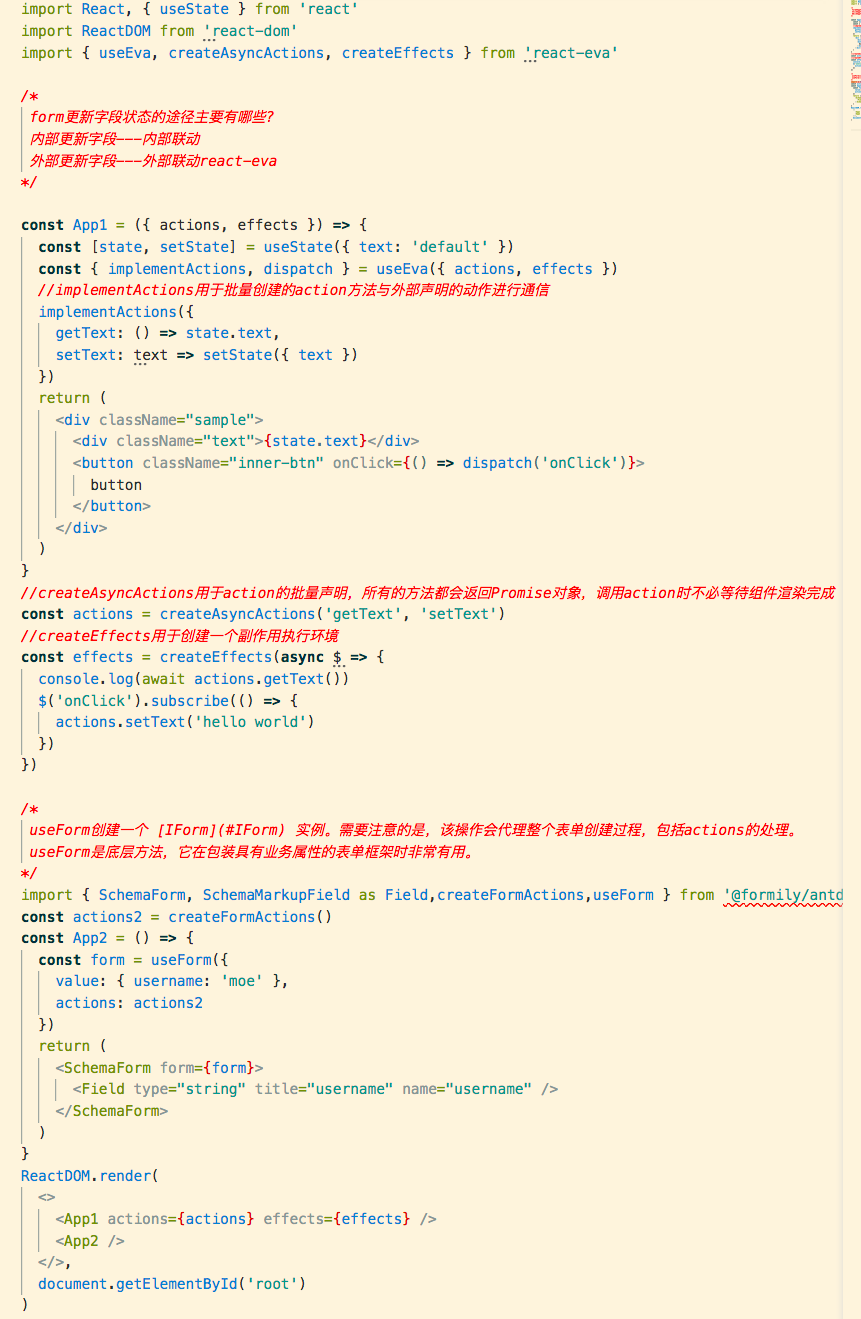 import React, { useState } from 'react'
import ReactDOM from 'react-dom'
import { useEva, createAsyncActions, createEffects } from 'react-eva'
/*
form更新字段状态的途径主要有哪些?
内部更新字段---内部联动
外部更新字段---外部联动react-eva
*/
const App1 = ({ actions, effects }) => {
const [state, setState] = useState({ text: 'default' })
const { implementActions, dispatch } = useEva({ actions, effects })
//implementActions用于批量创建的action方法与外部声明的动作进行通信
implementActions({
getText: () => state.text,
setText: text => setState({ text })
})
return (
<div className="sample">
<div className="text">{state.text}</div>
<button className="inner-btn" onClick={() => dispatch('onClick')}>
button
</button>
</div>
)
}
//createAsyncActions用于action的批量声明，所有的方法都会返回Promise对象，调用action时不必等待组件渲染完成
const actions = createAsyncActions('getText', 'setText')
//createEffects用于创建一个副作用执行环境
const effects = createEffects(async $ => {
console.log(await actions.getText())
$('onClick').subscribe(() => {
actions.setText('hello world')
})
})
/*
useForm创建一个 [IForm](#IForm) 实例。需要注意的是，该操作会代理整个表单创建过程，包括actions的处理。
useForm是底层方法，它在包装具有业务属性的表单框架时非常有用。
*/
import { SchemaForm, SchemaMarkupField as Field,createFormActions,useForm } from '@formily/antd
const actions2 = createFormActions()
const App2 = () => {
const form = useForm({
value: { username: 'moe' },
actions: actions2
})
return (
<SchemaForm form={form}>
<Field type="string" title="username" name="username" />
</SchemaForm>
)
}
ReactDOM.render(
<>
<App1 actions={actions} effects={effects} />
<App2 />
</>,
document.getElementById('root')
)